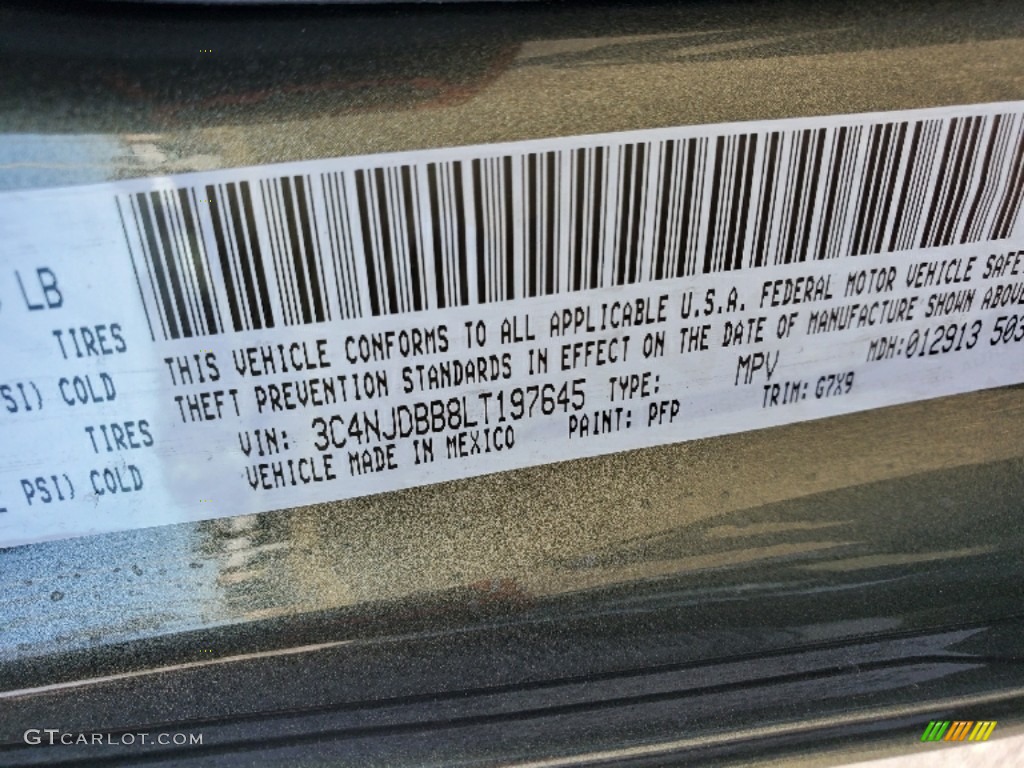 LB
TIRES
SI) COLD
TIRES
PSI) COLD
THIS VEHICLE CONFORMS TO ALL APPLICABLE U.S.A. FEDERAL MOTOR VEHICLE SAFE
THEFT PREVENTION STANDARDS IN EFFECT ON THE DATE OF MANUFACTURE SHOWN ABOVE
VIN: 3C4NJDBB8LT197645 TYPE: MPV MDH:012913 503
VEHICLE MADE IN MEXICO PAINT: PFP TRIM: G7X9
GTCARLOT.COM